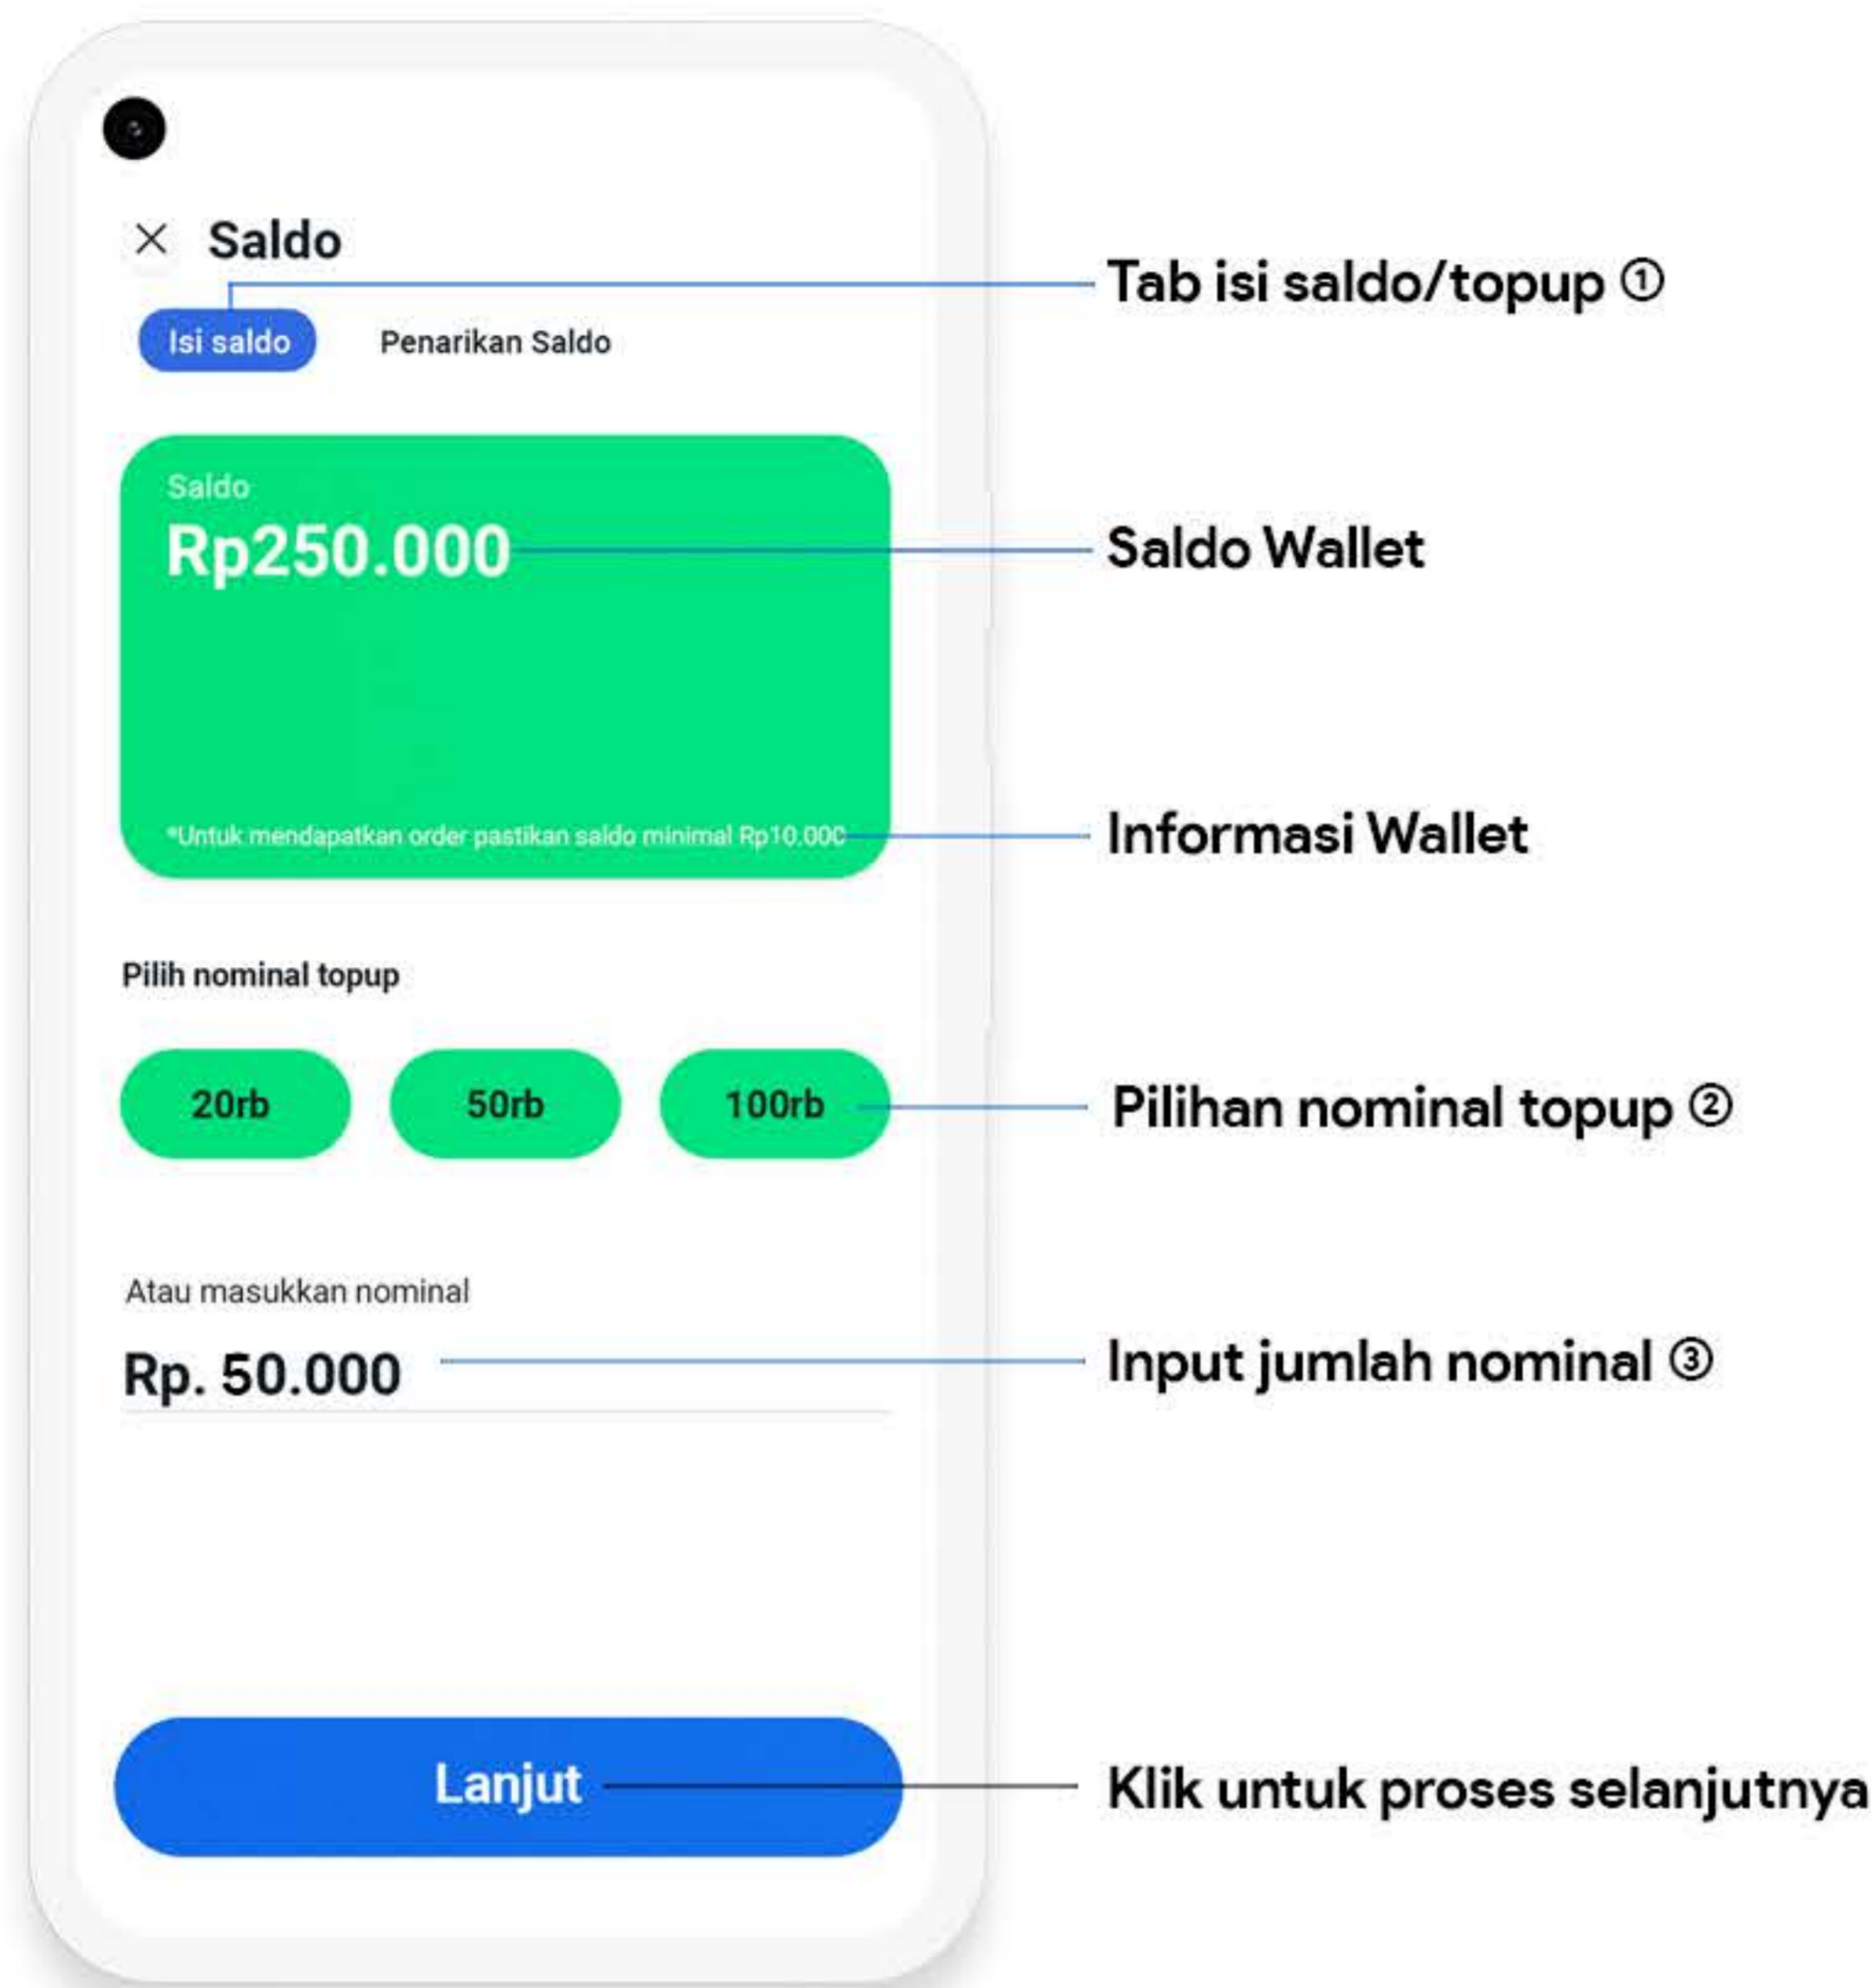 Saldo
Tab isi saldo/topup ①
Isi saldo
Penarikan Saldo
Saldo
Rp250.000
Saldo Wallet
*Untuk mendapatkan order pastikan saldo minimal Rp10.000
Informasi Wallet
Pilih nominal topup
20rb
50rb
100rb
Pilihan nominal topup ②
Atau masukkan nominal
Rp. 50.000
Input jumlah nominal ③
Lanjut
Klik untuk proses selanjutnya